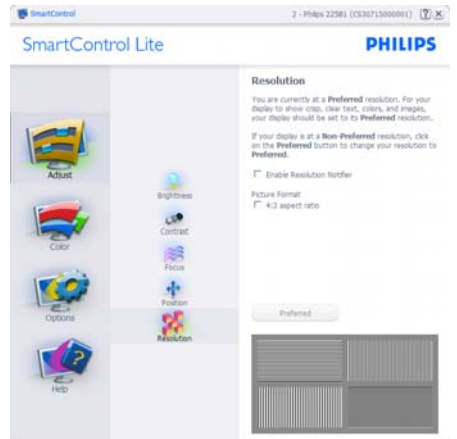 SmartControl
2 - Philips 225B1 (CS30715000001)
SmartControl Lite
PHILIPS
Adjust
Color
Options
Help
Brightness
Contrast
Focus
Position
Resolution
Resolution
You are currently at a Preferred resolution. For your
display to show crisp, clear text, colors, and images,
your display should be set to its Preferred resolution.
If your display is at a Non-Preferred resolution, click
on the Preferred button to change your resolution to
Preferred.
Enable Resolution Notifier
Picture Format
4:3 aspect ratio
Preferred